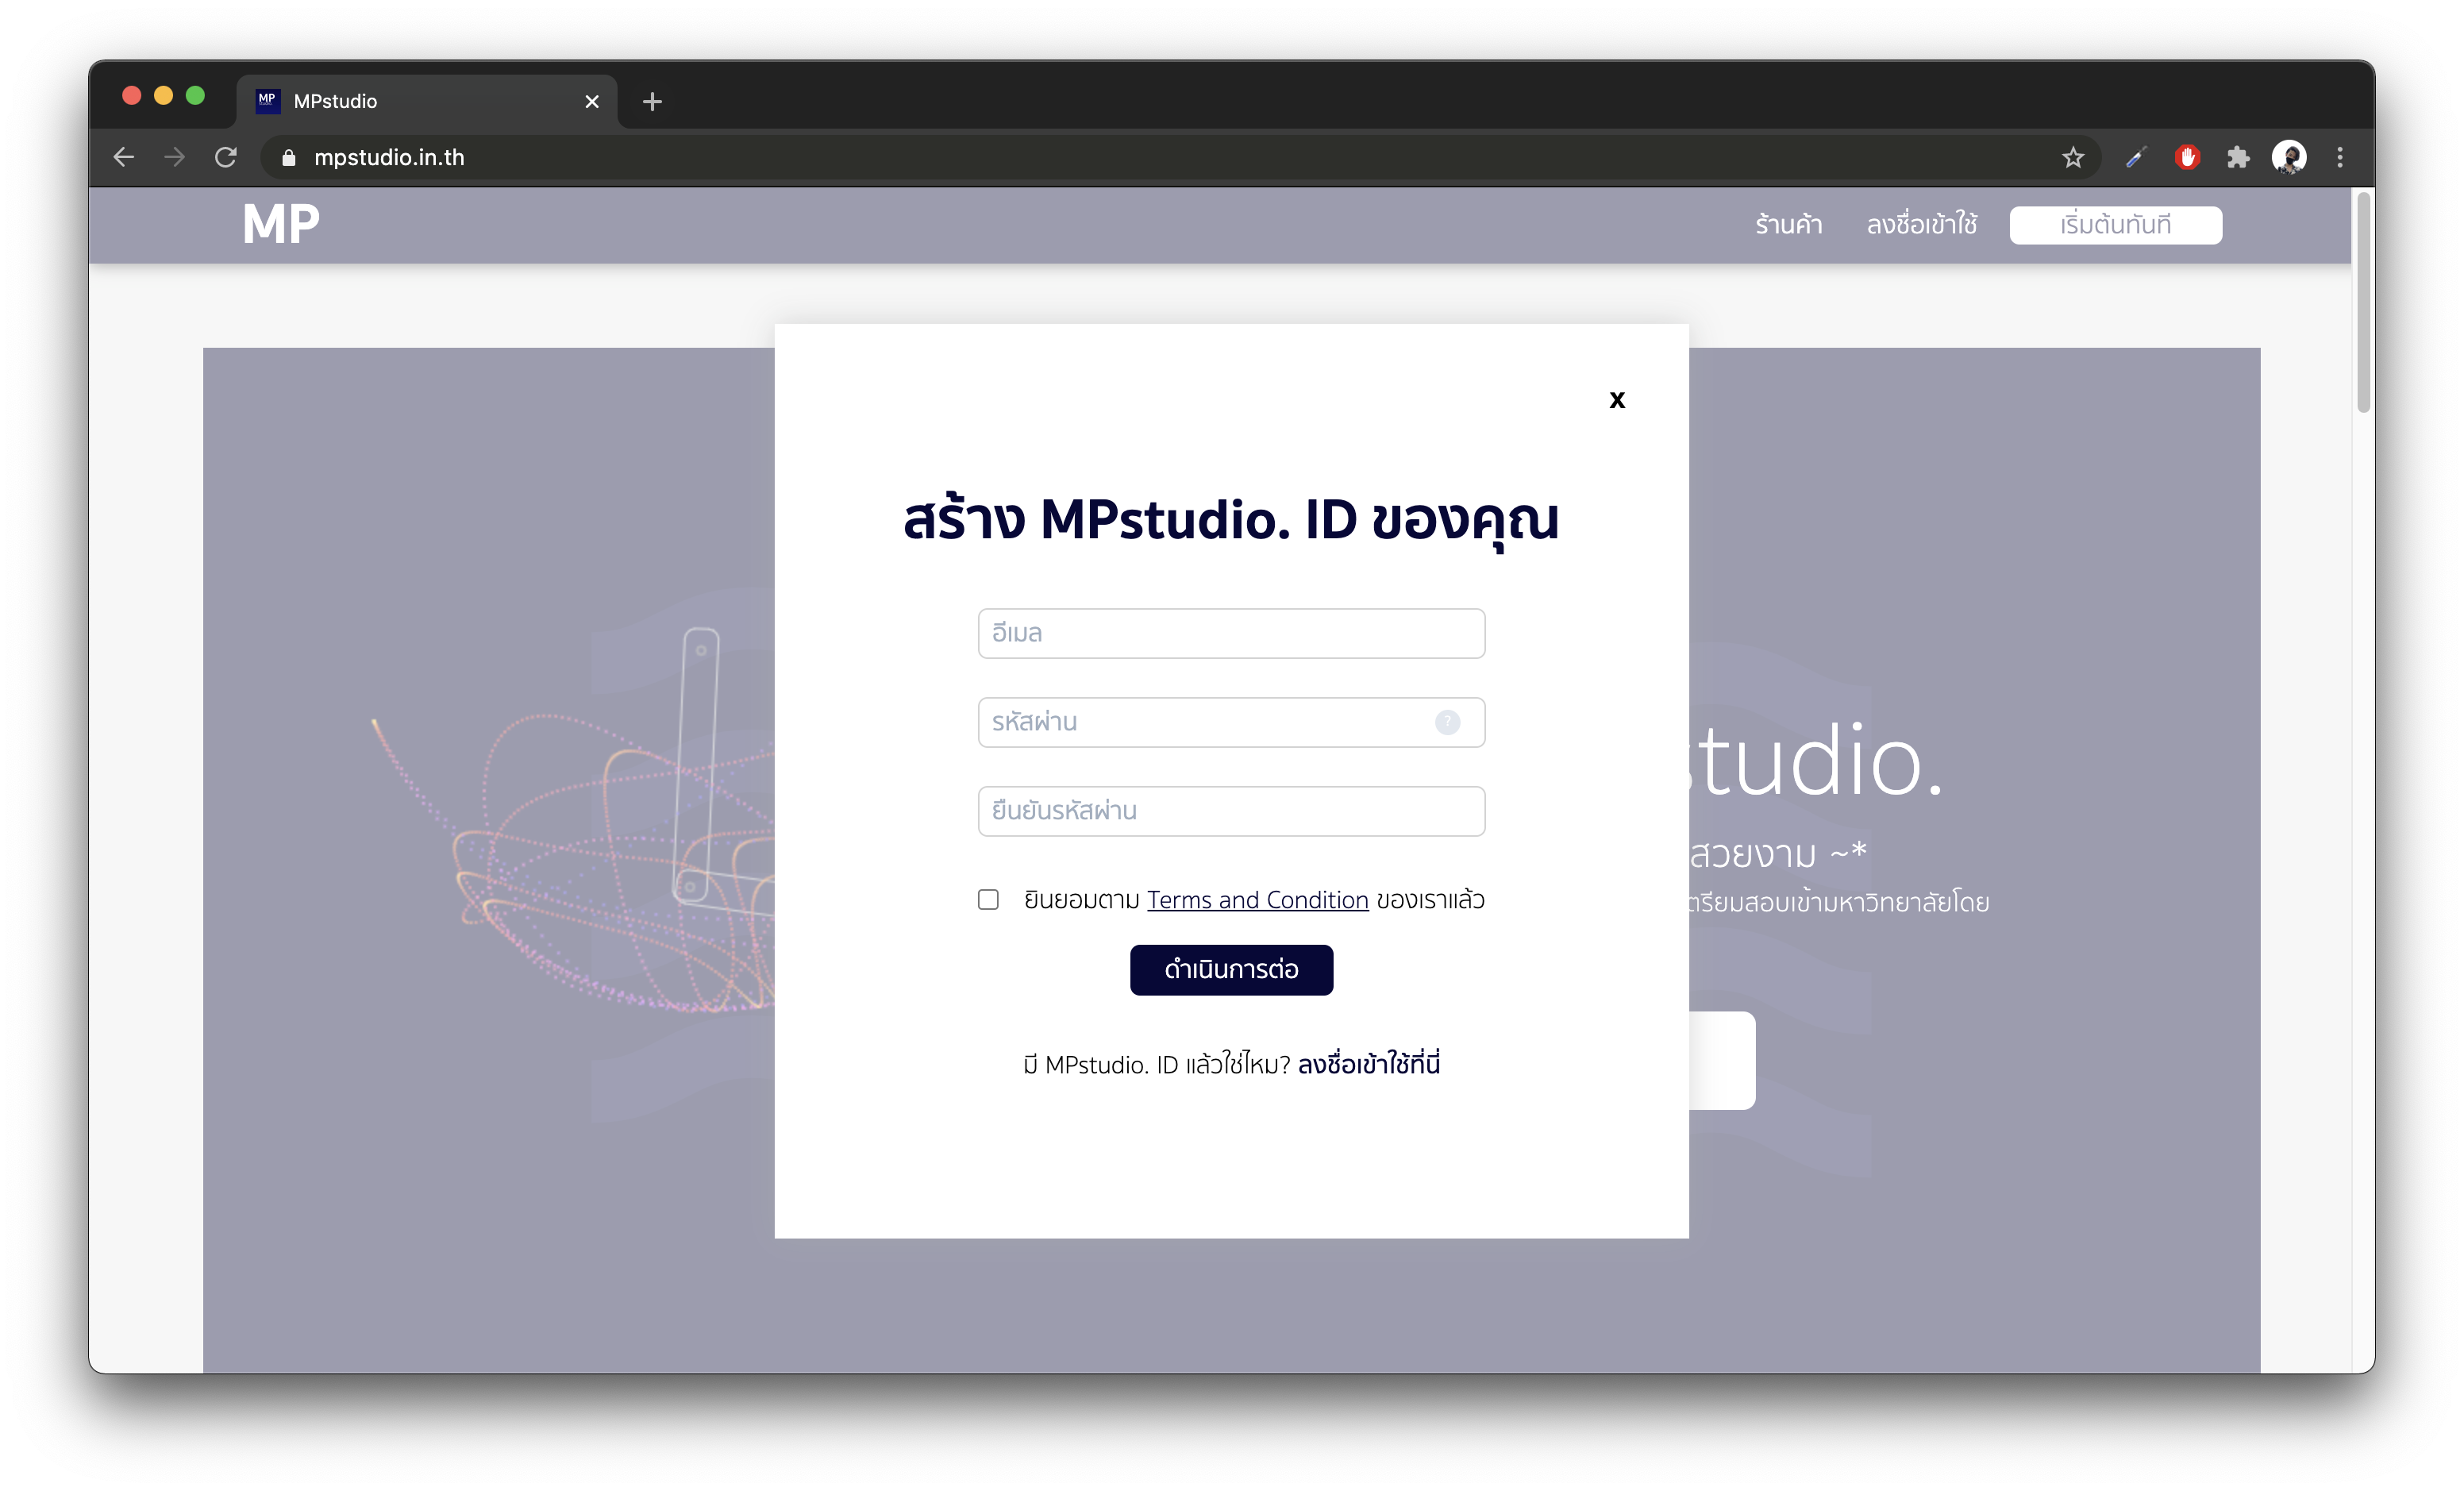 MP
MPstudio
mpstudio.in.th
MP
ร้านค้า
ลงชื่อเข้าใช้
เริ่มต้นทันที
x
สร้าง MPstudio. ID ของคุณ
อีเมล
รหัสผ่าน
?
ยืนยันรหัสผ่าน
ยินยอมตาม Terms and Condition ของเราแล้ว
ดำเนินการต่อ
มี MPstudio. ID แล้วใช่ไหม? ลงชื่อเข้าใช้ที่นี่
studio.
สวยงาม ~*
ตรียมสอบเข้ามหาวิทยาลัยโดย